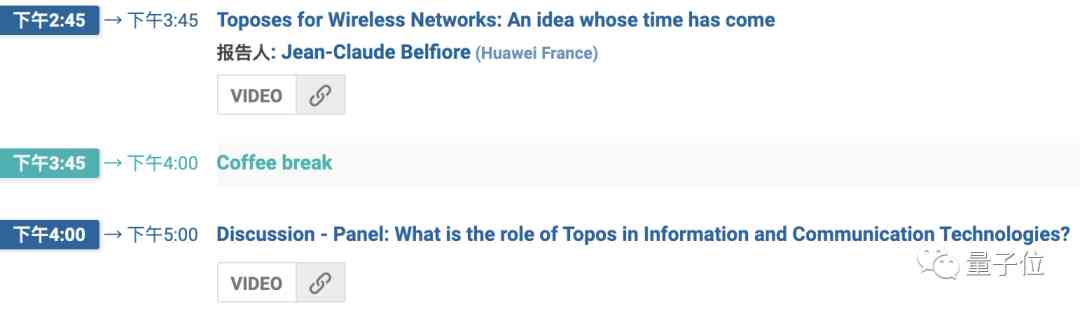 下午2:45 → 下午3:45 Toposes for Wireless Networks: An idea whose time has come
报告人: Jean-Claude Belfiore (Huawei France)
VIDEO
下午3:45 → 下午4:00 Coffee break
下午4:00 → 下午5:00 Discussion - Panel: What is the role of Topos in Information and Communication Technologies?
量子位
VIDEO